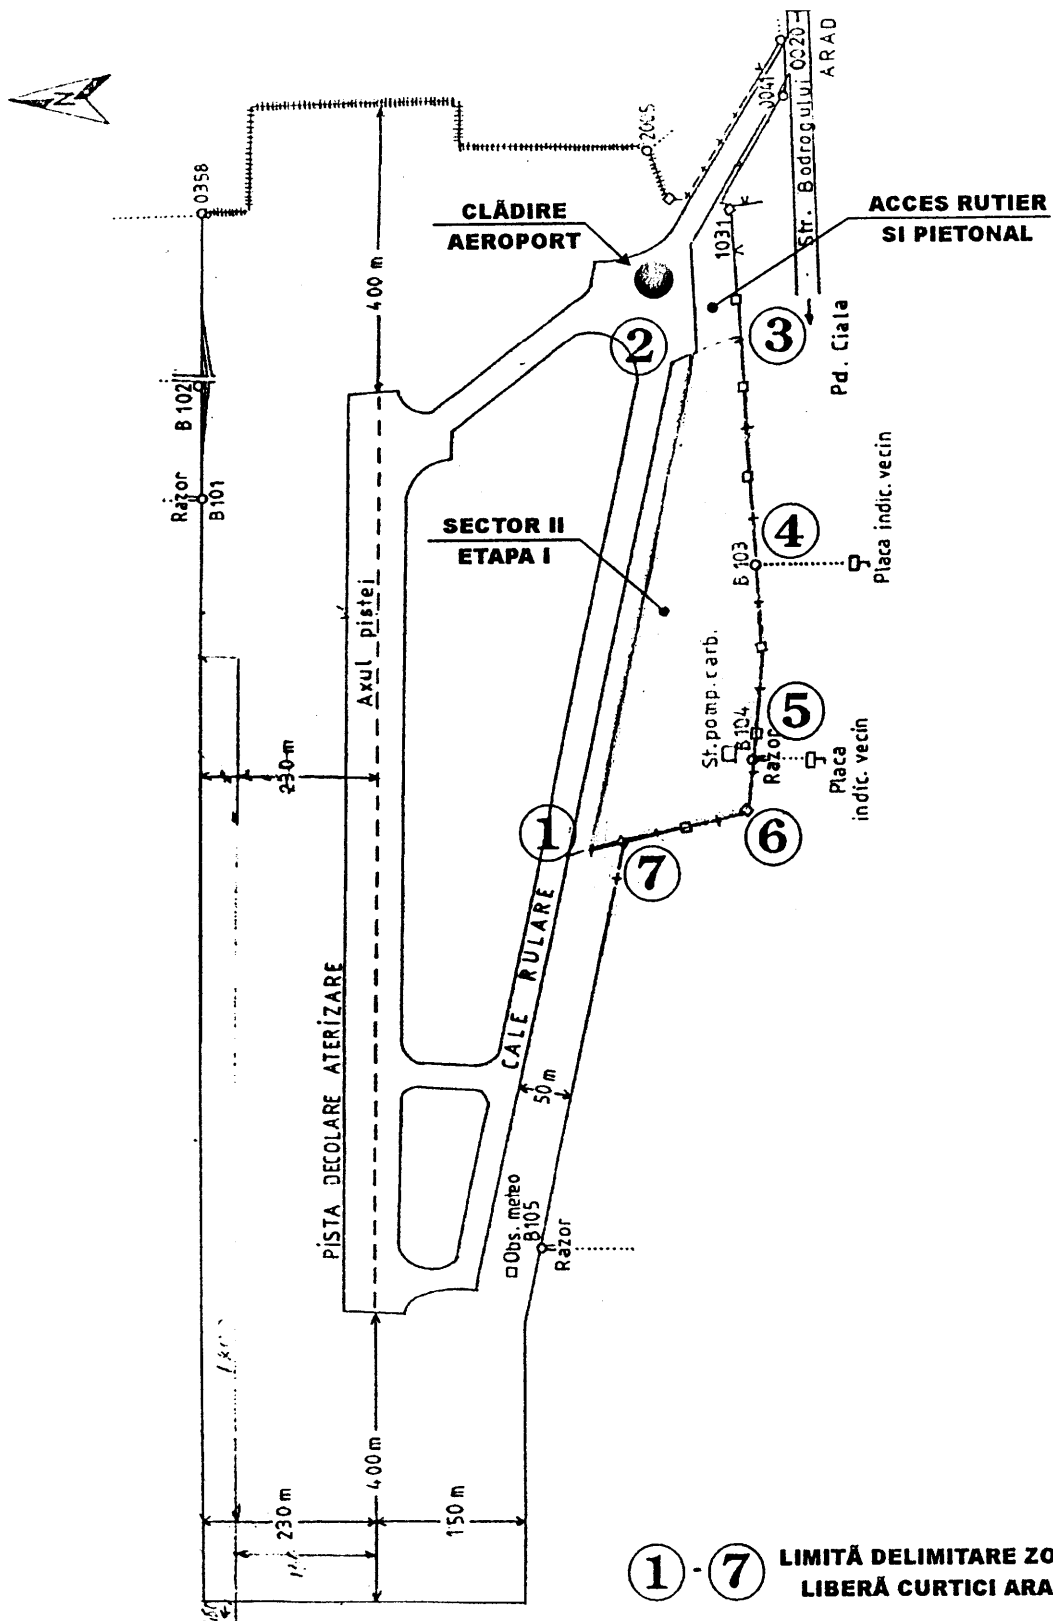 N
0358
2005
0041
Str. Bodrogului 0020
ARAD
CLĂDIRE
AEROPORT
ACCES RUTIER
SI PIETONAL
1031
400 m
2
3
Pd. Ciala
B 102
Razor
B101
SECTOR II
ETAPA I
4
B 103
Placa indic. vecin
Axul pistei
St. pomp. carb.
B 104
Razor
5
Placa
indic. vecin
230 m
1
6
7
PISTA DECOLARE ATERIZARE
CALE RULARE
50 m
Obs. meteo
B105
Razor
400 m
230 m
150 m
1 - 7 LIMITĂ DELIMITARE ZO
LIBERĂ CURTICI ARA